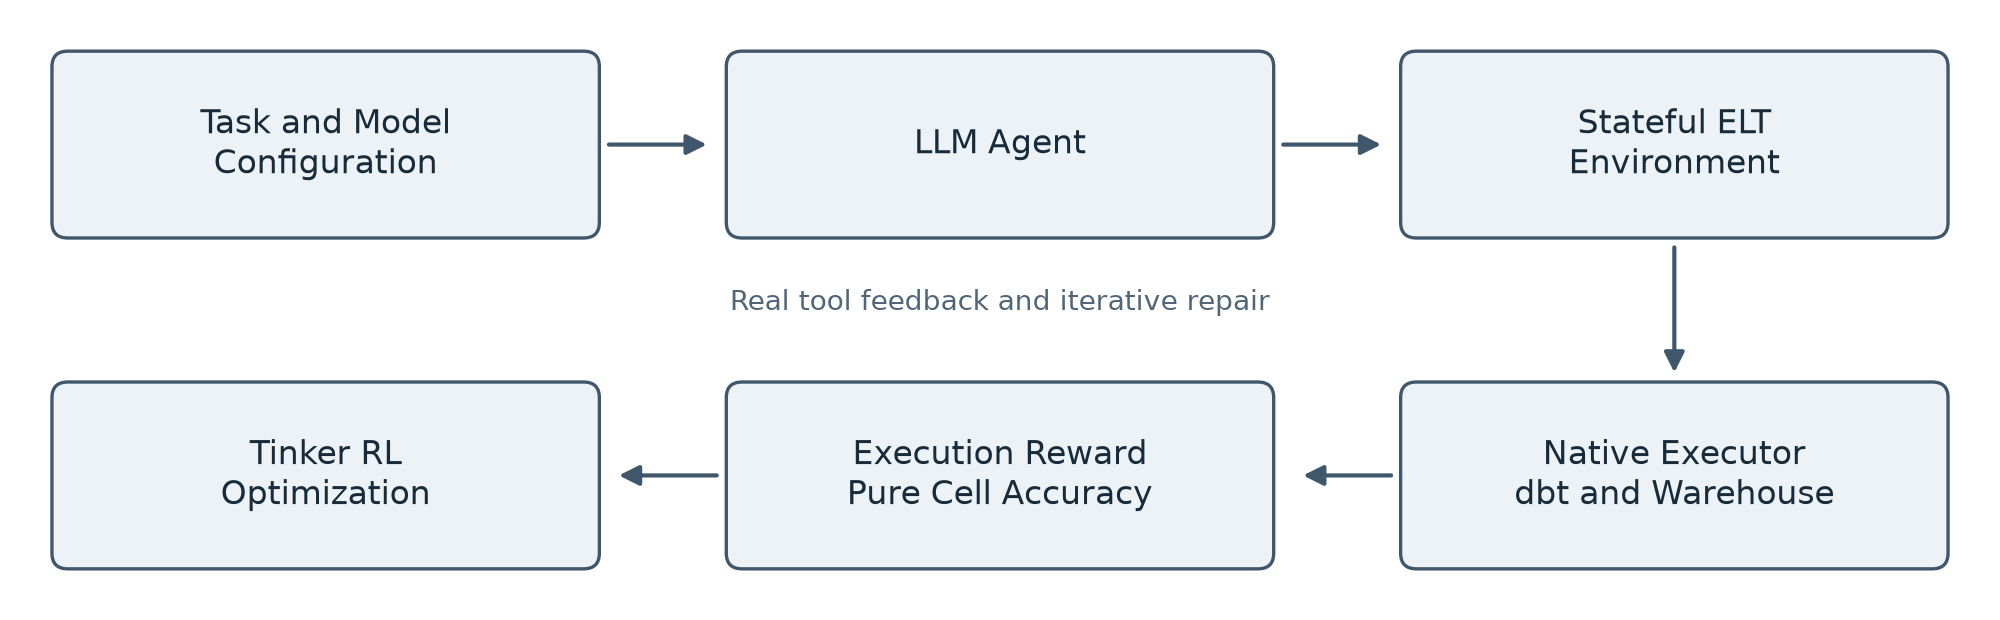 Task and Model
Configuration
LLM Agent
Stateful ELT
Environment
Real tool feedback and iterative repair
Tinker RL
Optimization
Execution Reward
Pure Cell Accuracy
Native Executor
dbt and Warehouse